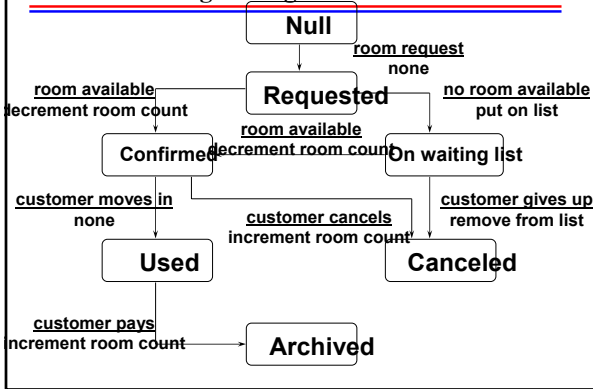 Null
room request
none
Requested
room available
decrement room count
no room available
put on list
room available
decrement room count
Confirmed
On waiting list
customer moves in
none
customer cancels
increment room count
customer gives up
remove from list
Used
Canceled
customer pays
increment room count
Archived